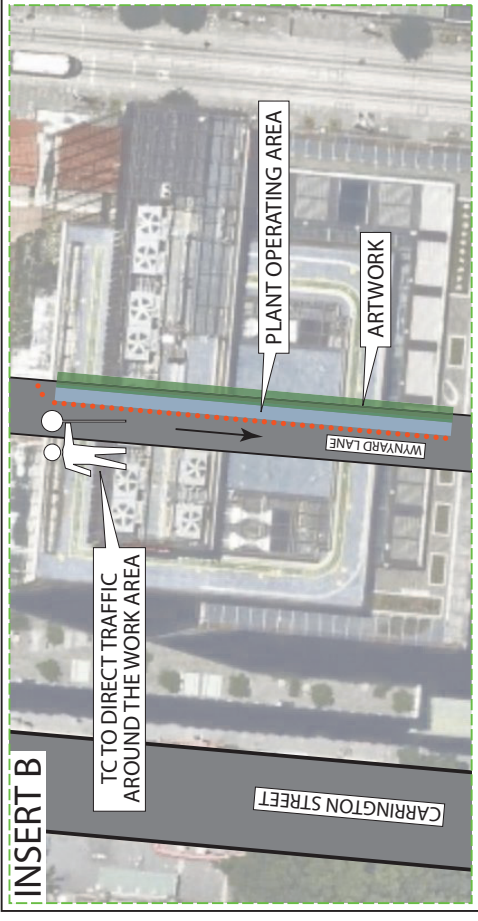 INSERT B
TC TO DIRECT TRAFFIC
AROUND THE WORK AREA
PLANT OPERATING AREA
ARTWORK
WYNYARD LANE
CARRINGTON STREET